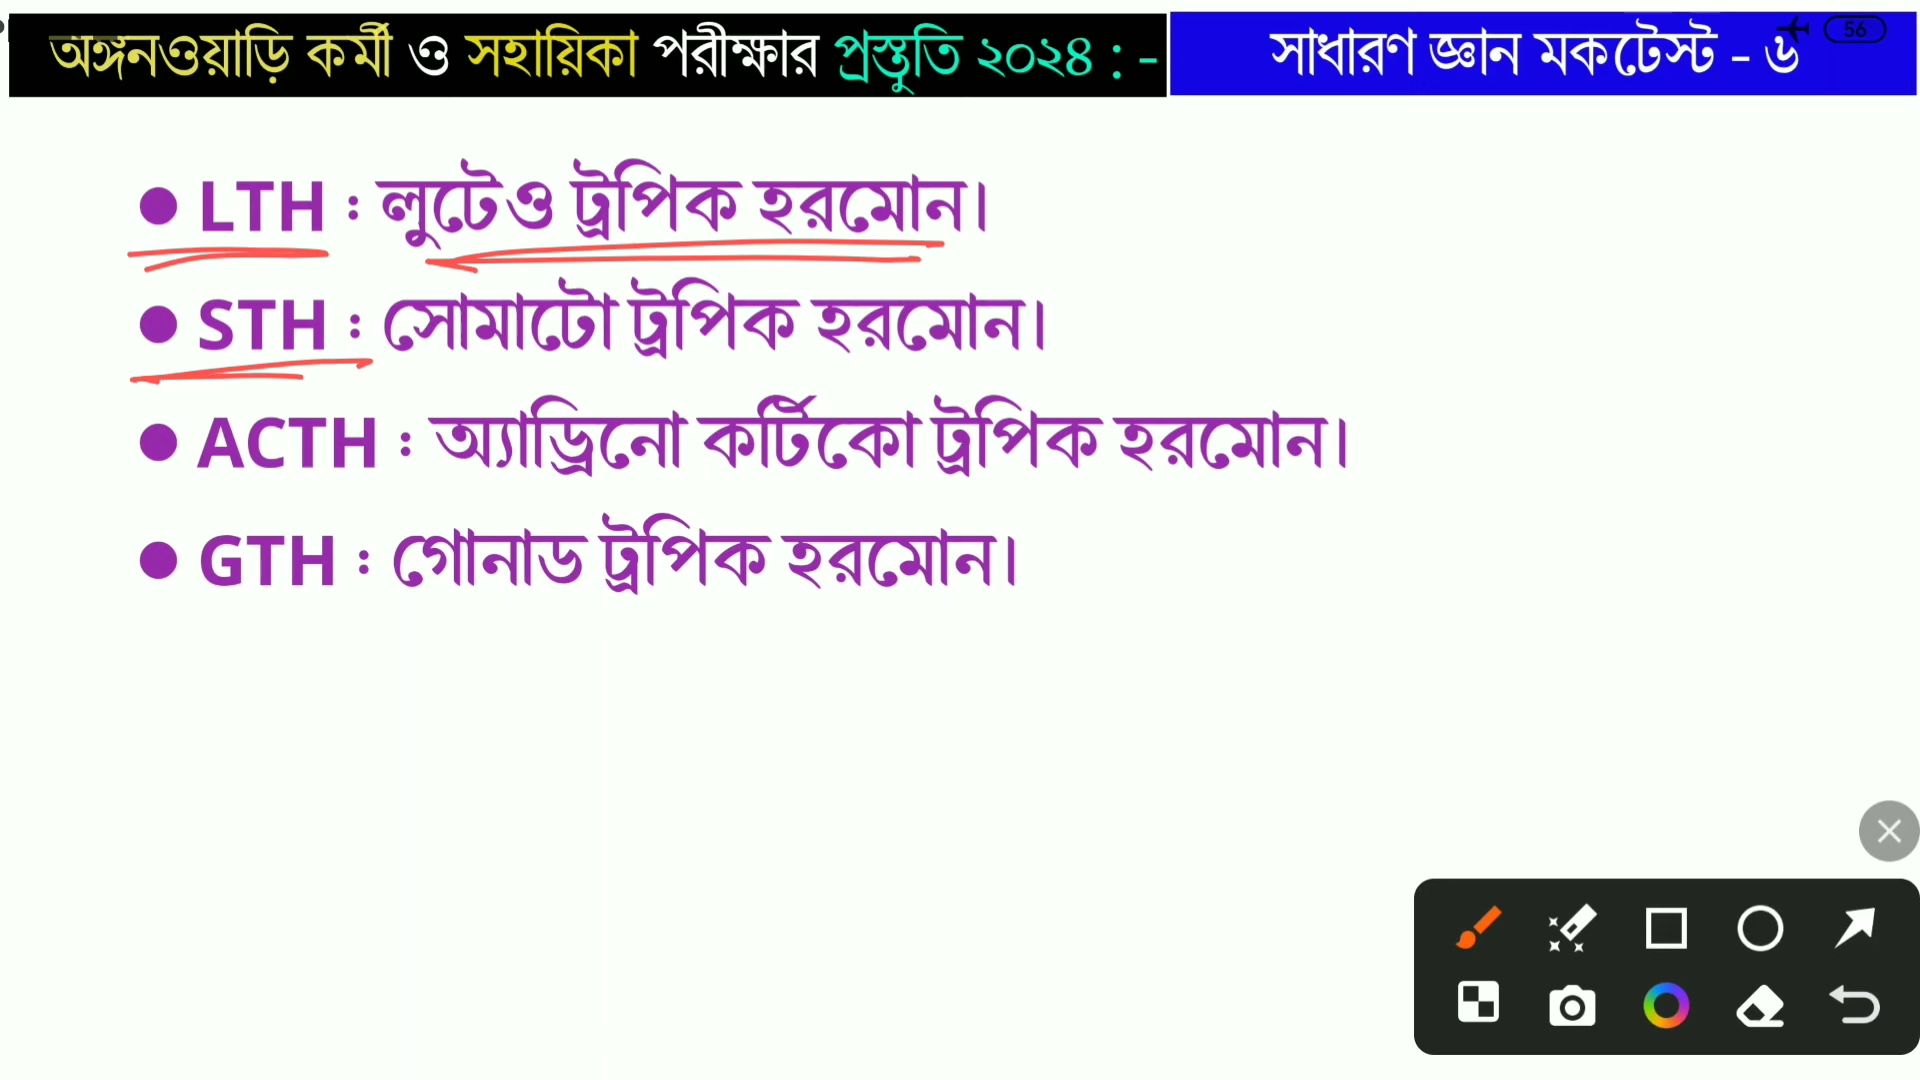 অঙ্গনওয়াড়ি কর্মী ও সহায়িকা পরীক্ষার প্রস্তুতি ২০২৪ : -
সাধারণ জ্ঞান মকটেস্ট - ৬
56
● LTH : লুটেও ট্রপিক হরমোন।
● STH : সোমাটো ট্রপিক হরমোন।
● ACTH : অ্যাড্রিনো কর্টিকো ট্রপিক হরমোন।
● GTH : গোনাড ট্রপিক হরমোন।